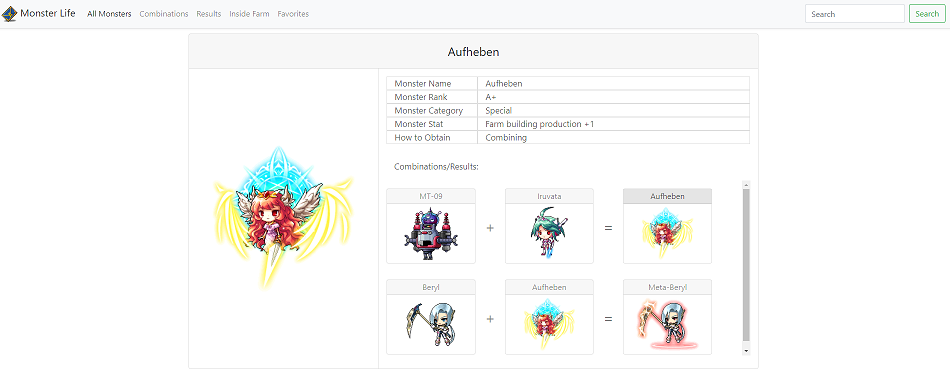 Monster Life All Monsters Combinations Results Inside Farm Favorites Search Search
Aufheben
Monster Name Aufheben
Monster Rank A+
Monster Category Special
Monster Stat Farm building production +1
How to Obtain Combining
Combinations/Results:
MT-09 Iruvata Aufheben
+ =
Beryl Aufheben Meta-Beryl
+ =